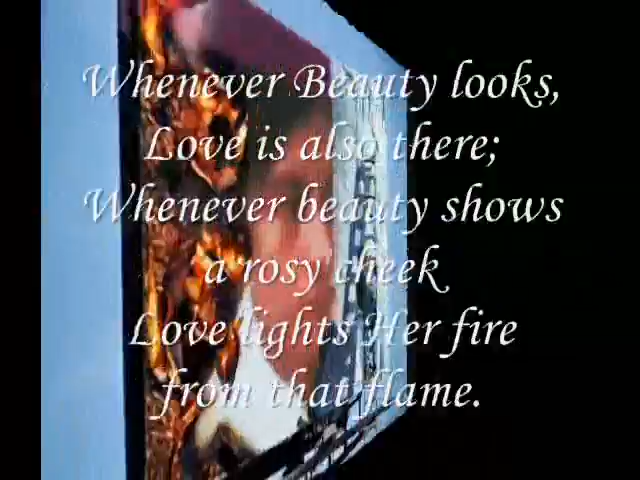 Whenever Beauty looks,
Love is also there;
Whenever beauty shows
a rosy cheek
Love lights Her fire
from that flame.